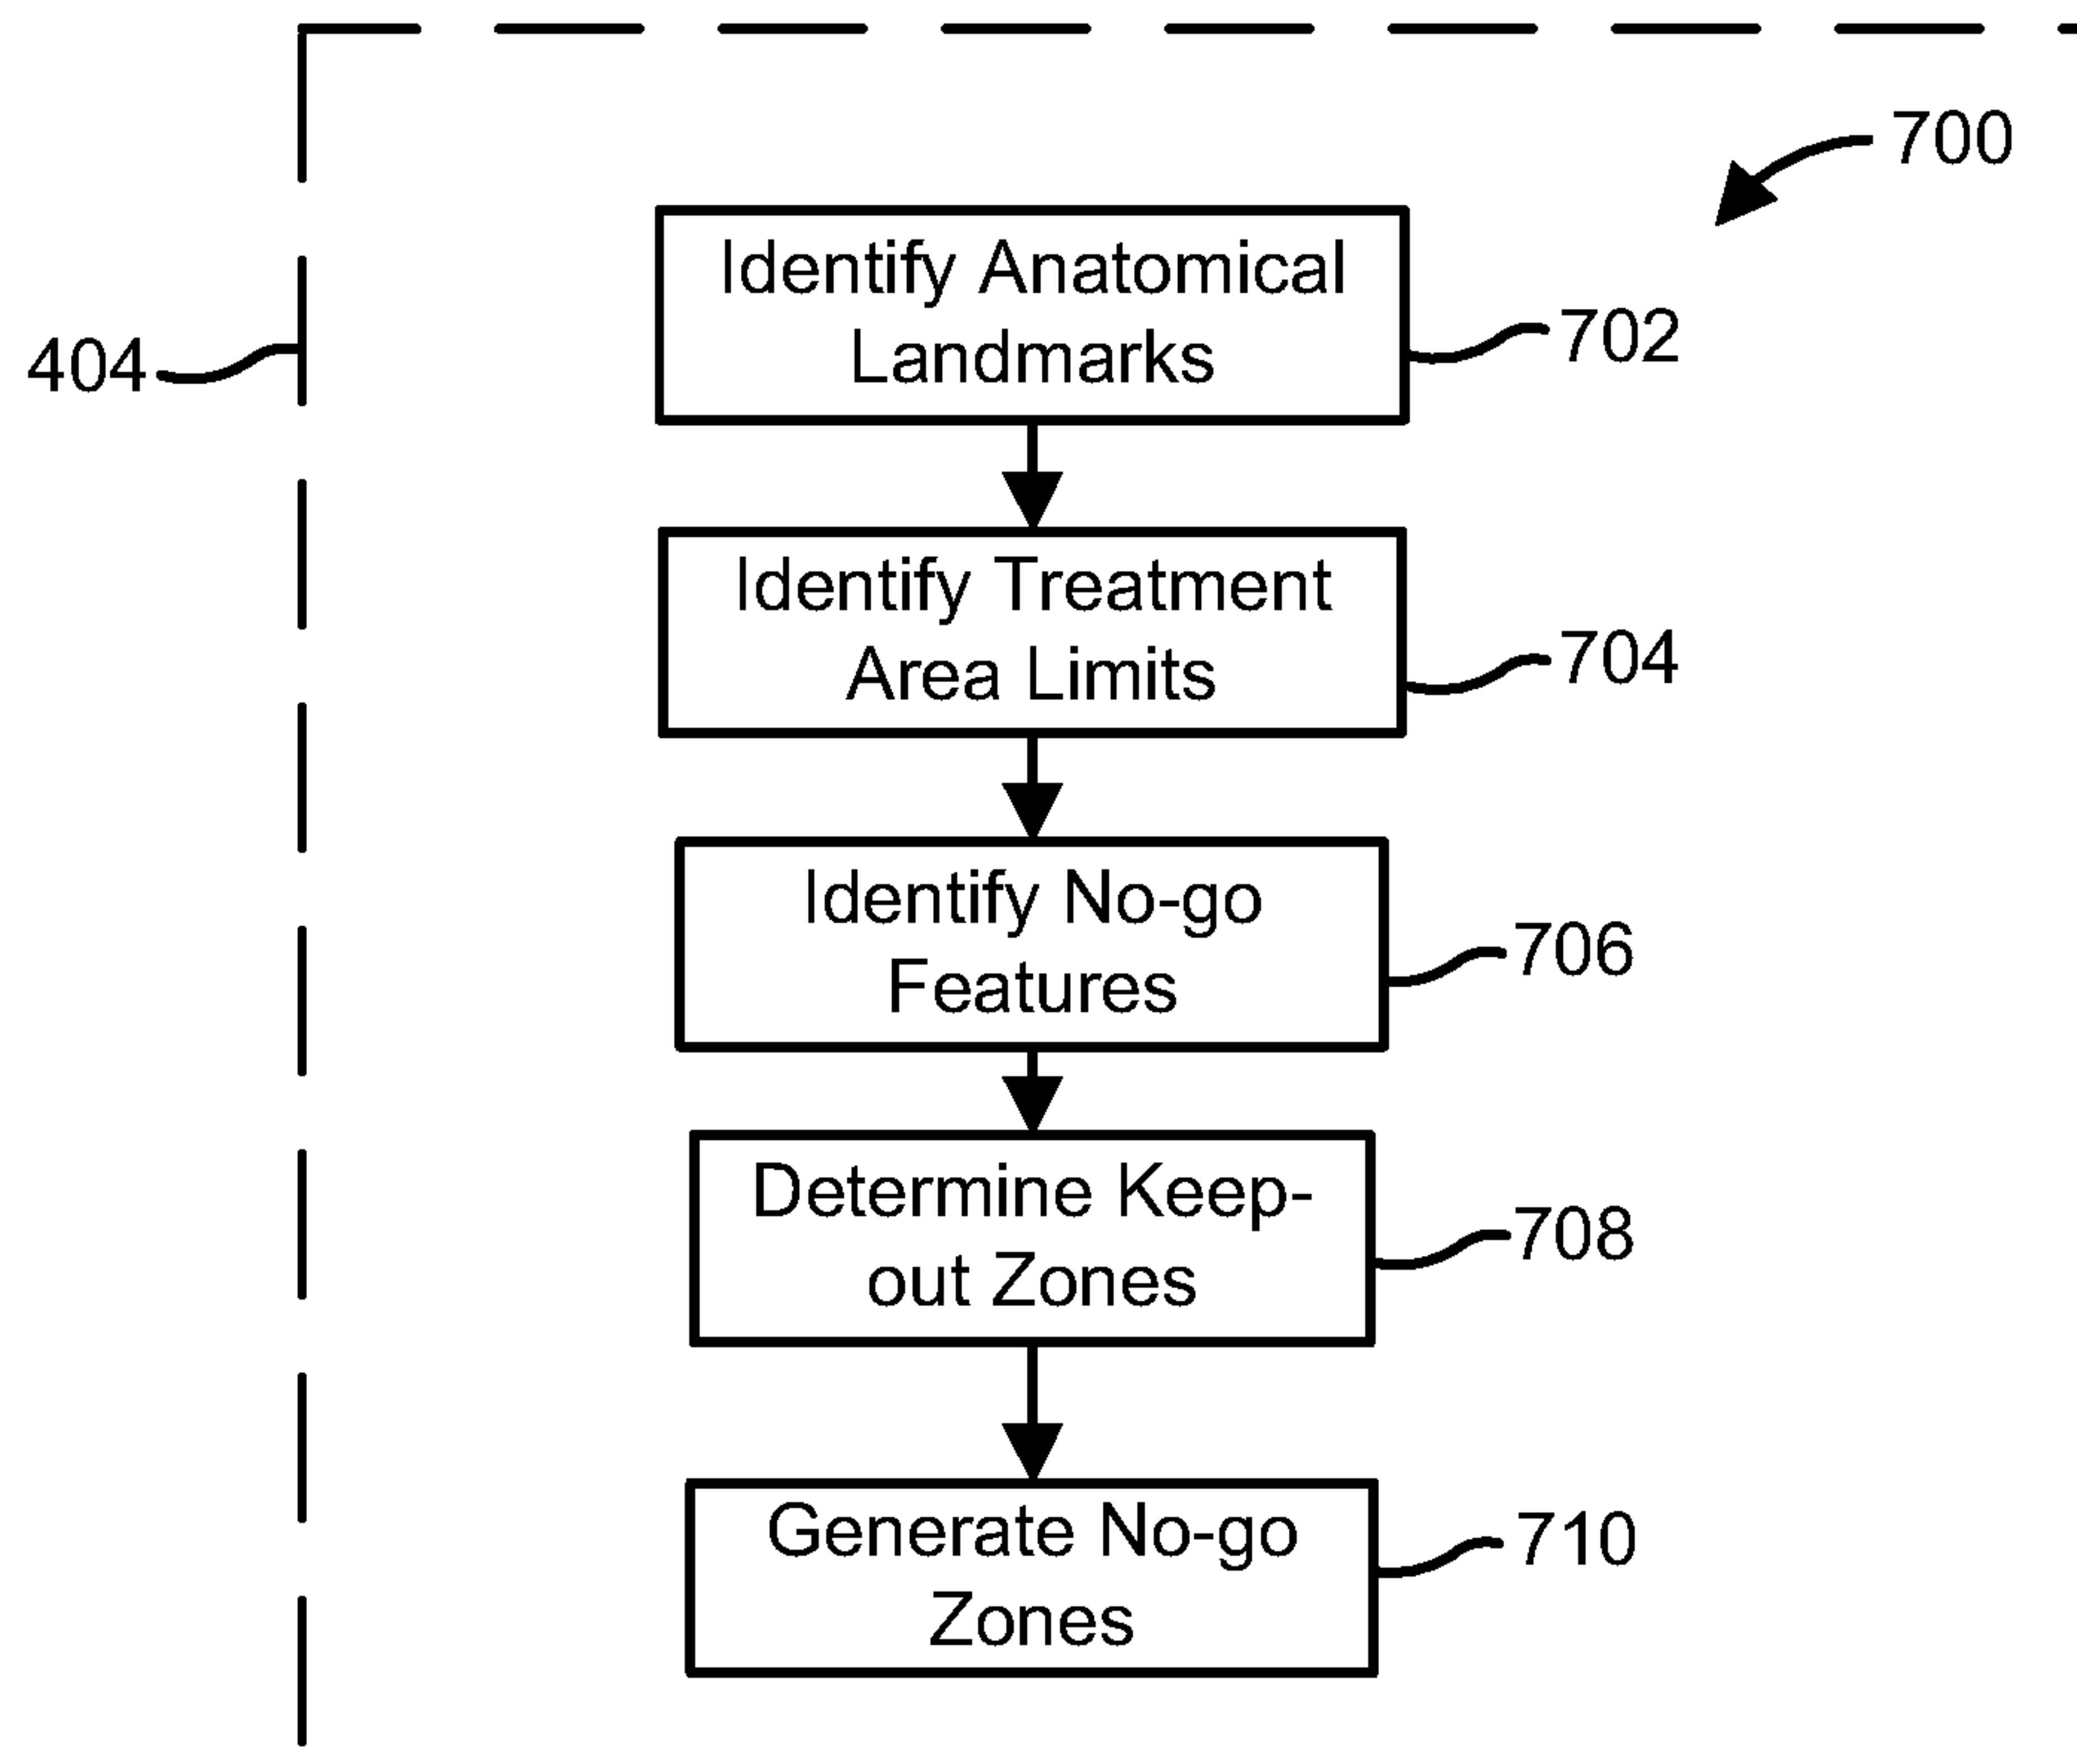 700
Identify Anatomical
Landmarks
702
404
Identify Treatment
Area Limits
704
Identify No-go
Features
706
Determine Keep-
out Zones
708
Generate No-go
Zones
710